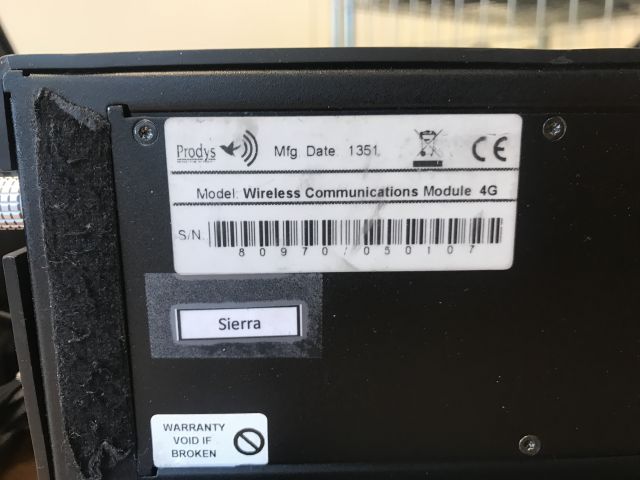 Prodys
Mfg. Date. 1351
CE
Model: Wireless Communications Module 4G
S/N.
80970/050107
Sierra
WARRANTY
VOID IF
BROKEN